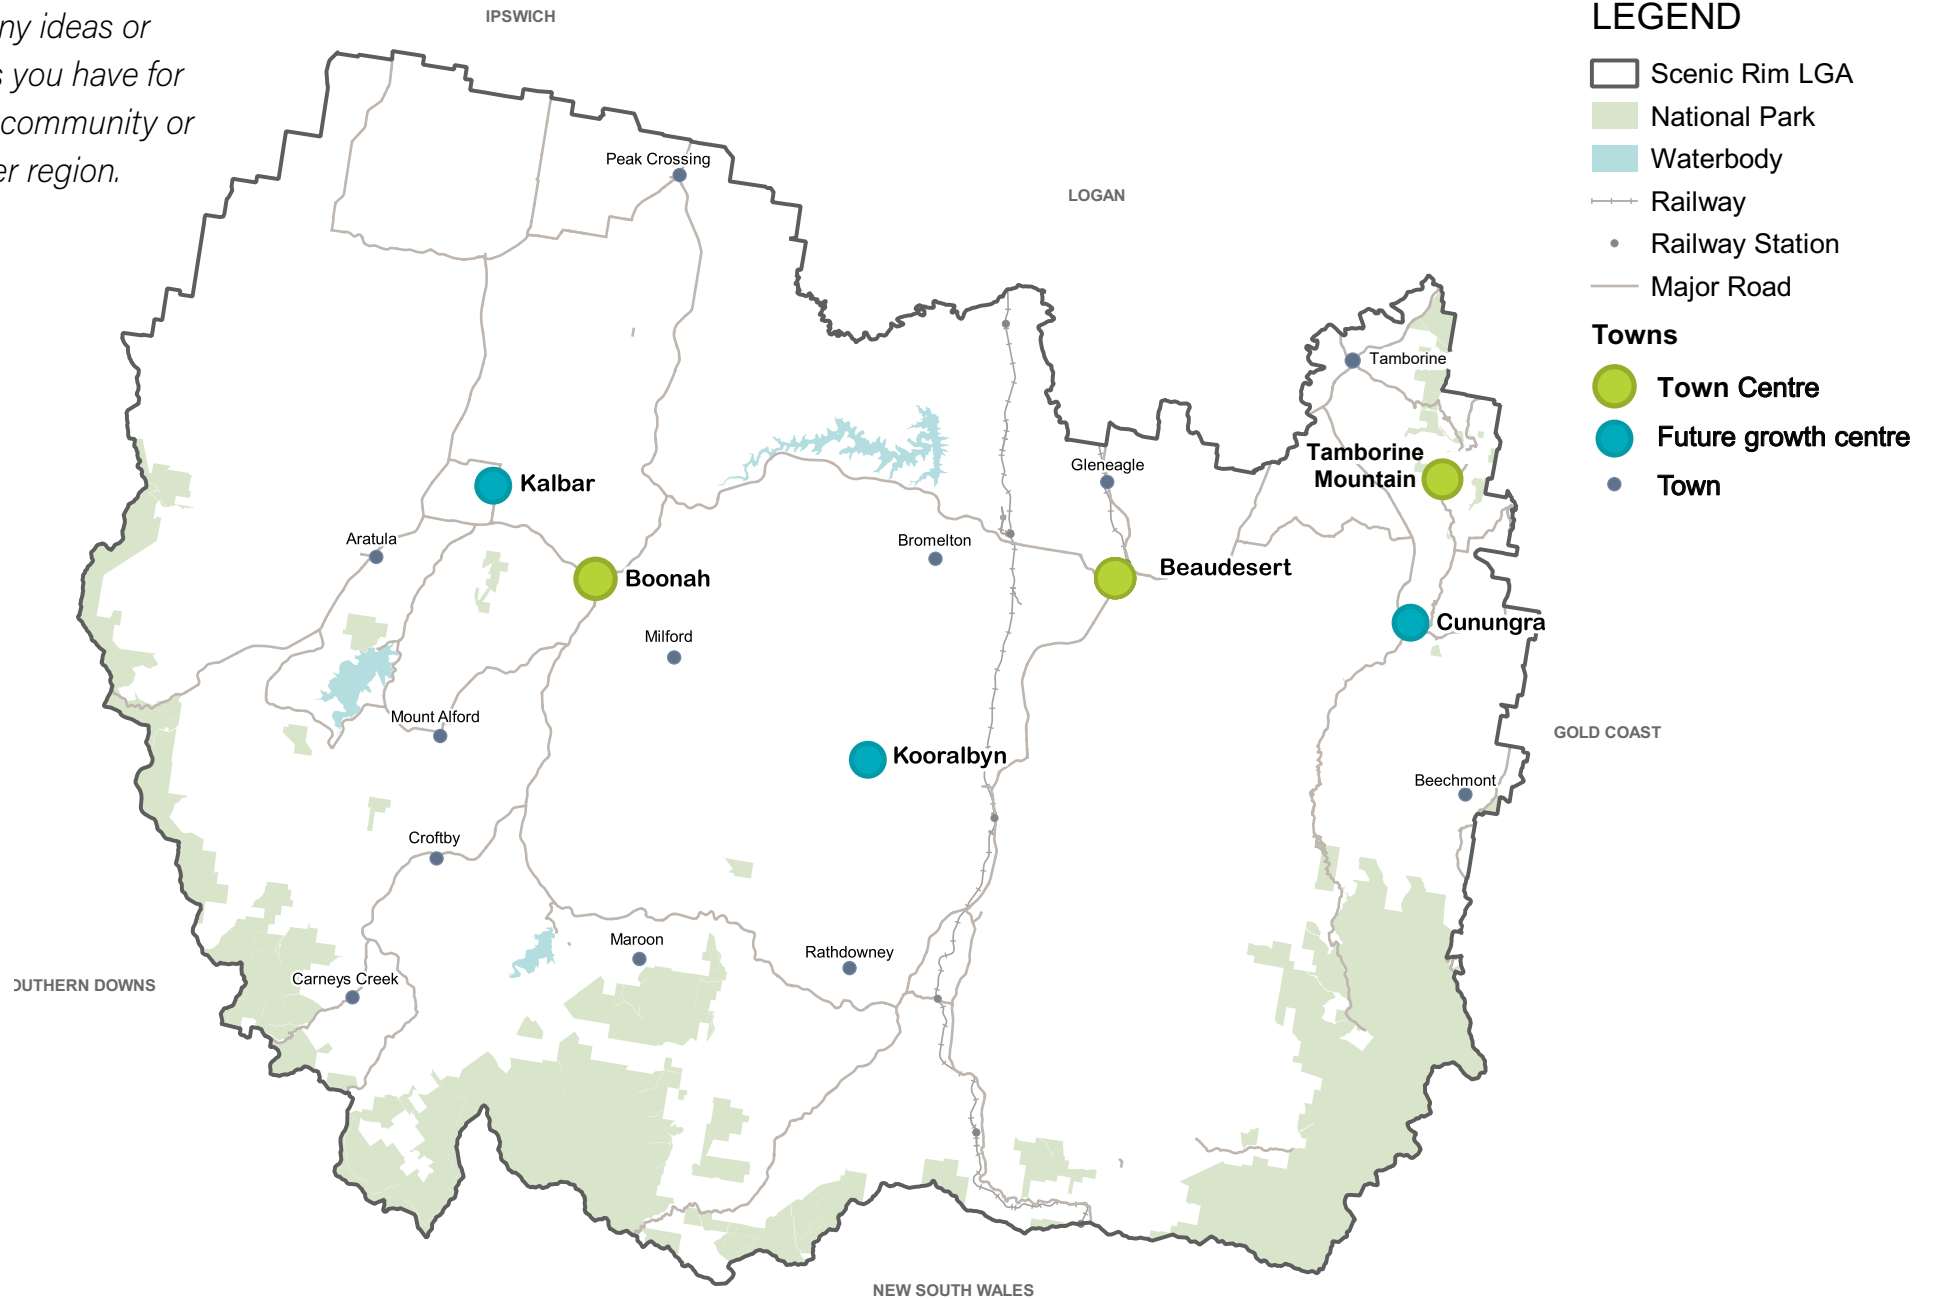 ny ideas or
s you have for
community or
er region.
IPSWICH
LOGAN
GOLD COAST
OUTHERN DOWNS
NEW SOUTH WALES
Peak Crossing
Tamborine
Tamborine
Mountain
Gleneagle
Kalbar
Aratula
Boonah
Bromelton
Beaudesert
Cunungra
Milford
Mount Alford
Kooralbyn
Beechmont
Croftby
Maroon
Rathdowney
Carneys Creek
LEGEND
Scenic Rim LGA
National Park
Waterbody
Railway
Railway Station
Major Road
Towns
Town Centre
Future growth centre
Town